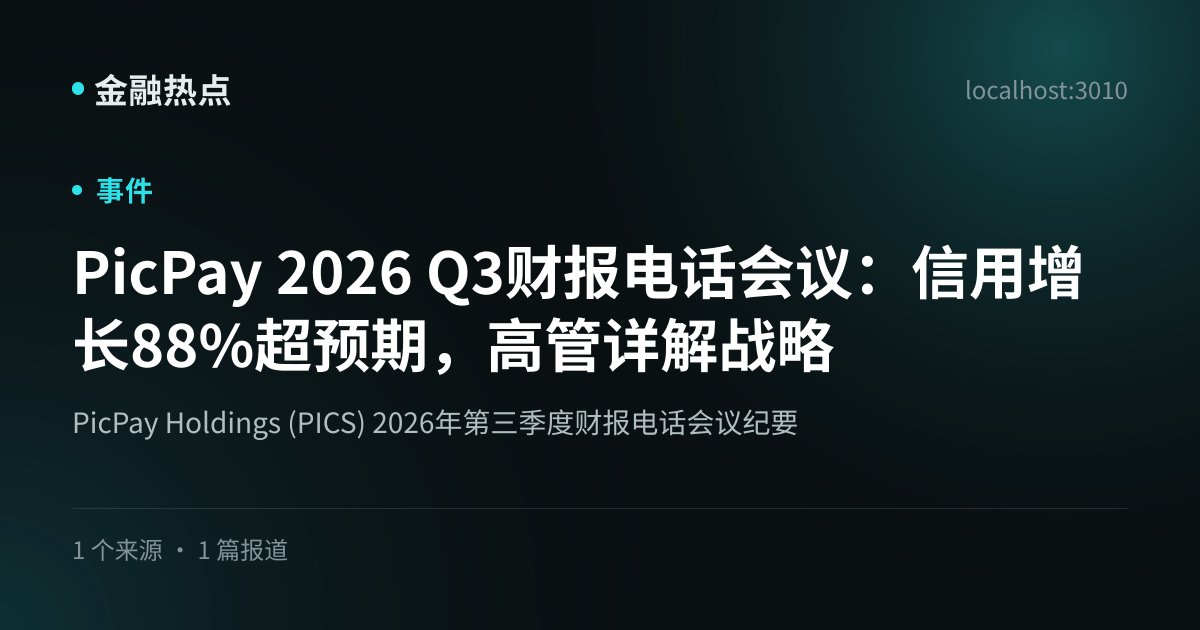 金融热点
localhost:3010
事件
PicPay 2026 Q3财报电话会议：信用增
长88%超预期，高管详解战略
PicPay Holdings (PICS) 2026年第三季度财报电话会议纪要
1 个来源 · 1 篇报道